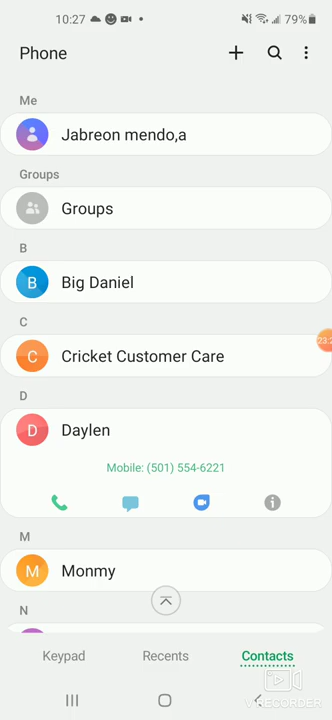 10:27 79%
Phone
Me
Jabreon mendo,a
Groups
Groups
B
B Big Daniel
C
C Cricket Customer Care
D
D Daylen
Mobile: (501) 554-6221
M
M Monmy
N
Keypad Recents Contacts
V RECORDER